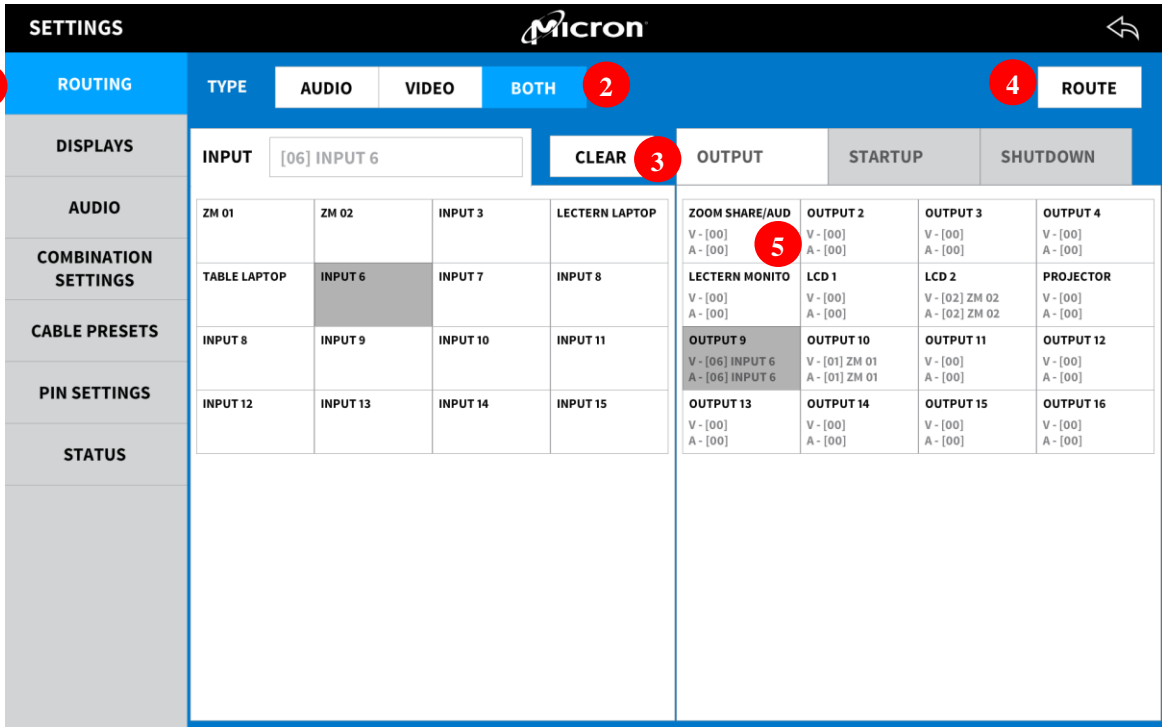 SETTINGS Micron
ROUTING TYPE AUDIO VIDEO BOTH 2 4 ROUTE
DISPLAYS
AUDIO
COMBINATION
SETTINGS
CABLE PRESETS
PIN SETTINGS
STATUS
INPUT [06] INPUT 6 CLEAR 3
ZM 01 ZM 02 INPUT 3 LECTERN LAPTOP
TABLE LAPTOP INPUT 6 INPUT 7 INPUT 8
INPUT 8 INPUT 9 INPUT 10 INPUT 11
INPUT 12 INPUT 13 INPUT 14 INPUT 15
OUTPUT STARTUP SHUTDOWN
ZOOM SHARE/AUD OUTPUT 2 OUTPUT 3 OUTPUT 4
V - [00] V - [00] V - [00] V - [00]
A - [00] 5 A - [00] A - [00] A - [00]
LECTERN MONITO LCD 1 LCD 2 PROJECTOR
V - [00] V - [00] V - [02] ZM 02 V - [00]
A - [00] A - [00] A - [02] ZM 02 A - [00]
OUTPUT 9 OUTPUT 10 OUTPUT 11 OUTPUT 12
V - [06] INPUT 6 V - [01] ZM 01 V - [00] V - [00]
A - [06] INPUT 6 A - [01] ZM 01 A - [00] A - [00]
OUTPUT 13 OUTPUT 14 OUTPUT 15 OUTPUT 16
V - [00] V - [00] V - [00] V - [00]
A - [00] A - [00] A - [00] A - [00]